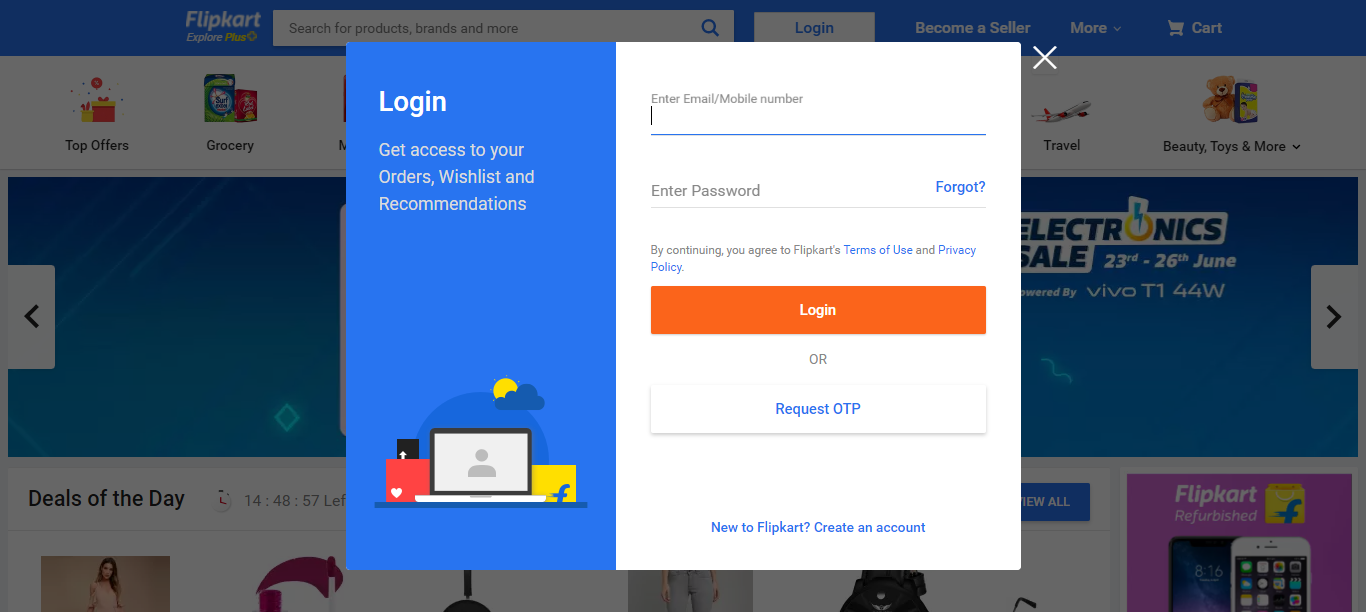 Flipkart
Explore Plus
Search for products, brands and more
Login
Become a Seller
More
Cart
Top Offers
Grocery
M
Travel
Beauty, Toys & More
Login
Get access to your
Orders, Wishlist and
Recommendations
Enter Email/Mobile number
Enter Password
Forgot?
By continuing, you agree to Flipkart's Terms of Use and Privacy
Policy.
Login
OR
Request OTP
New to Flipkart? Create an account
ELECTRONICS
SALE 23rd - 26th June
Powered By vivo T1 44W
Deals of the Day
14 : 48 : 57 Lef
VIEW ALL
Flipkart
Refurbished
8:16